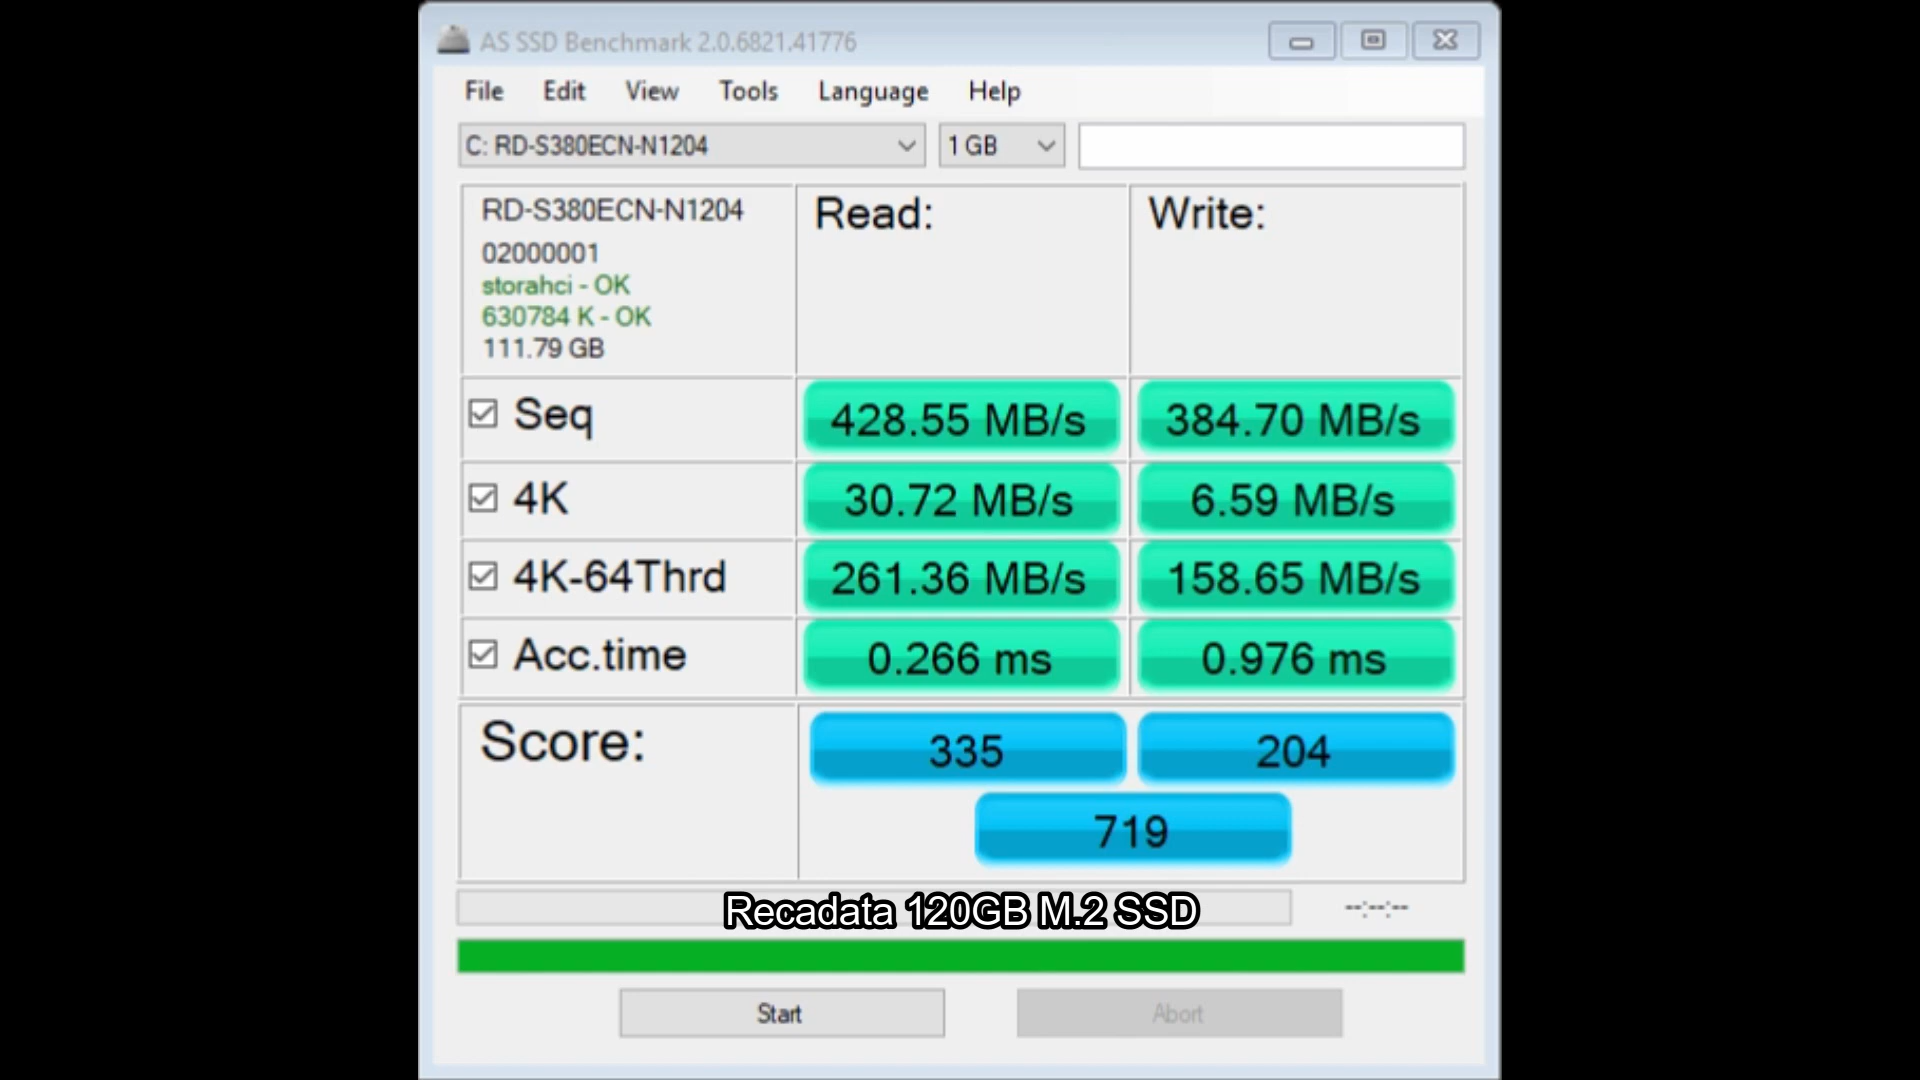 AS SSD Benchmark 2.0.6821.41776
File Edit View Tools Language Help
C: RD-S380ECN-N1204 1 GB
RD-S380ECN-N1204 Read: Write:
02000001
storahci - OK
630784 K - OK
111.79 GB
Seq 428.55 MB/s 384.70 MB/s
4K 30.72 MB/s 6.59 MB/s
4K-64Thrd 261.36 MB/s 158.65 MB/s
Acc.time 0.266 ms 0.976 ms
Score: 335 204
719
Recadata 120GB M.2 SSD --:--:--
Start Abort